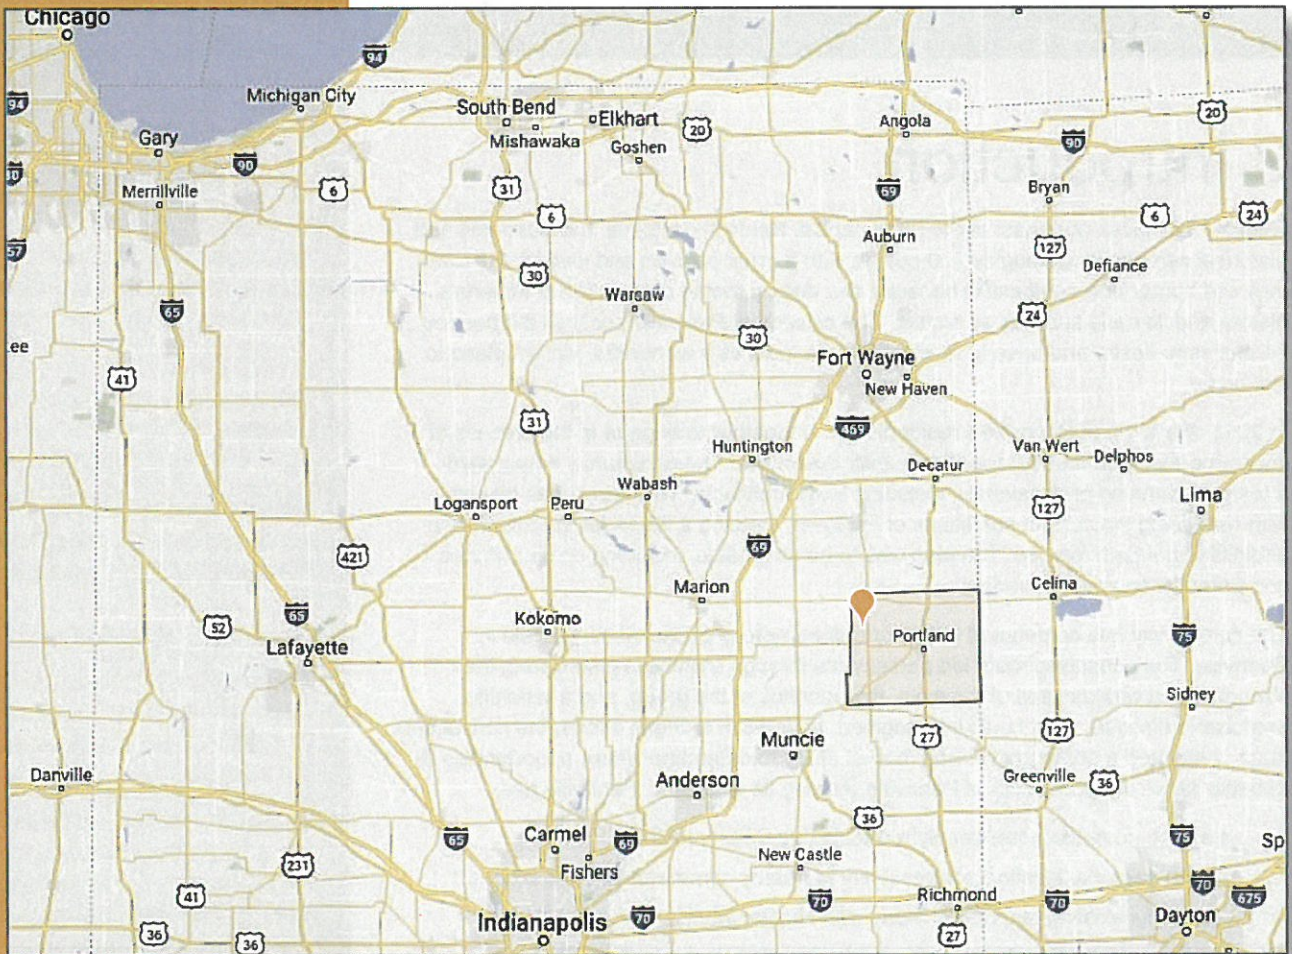 Chicago
94
Michigan City
South Bend
Elkhart
Mishawaka
20
Angola
20
94
Gary
Goshen
90
90
Merrillville
6
31
69
Bryan
6
6
24
127
Auburn
Defiance
30
65
Warsaw
24
30
Lee
Fort Wayne
41
New Haven
31
469
Huntington
Van Wert
Delphos
Decatur
Wabash
Lima
Logansport
Peru
127
421
69
Marion
Celina
65
52
Kokomo
Portland
75
Lafayette
Sidney
27
127
Muncie
Danville
Anderson
Greenville
36
36
65
Carmel
69
75
Sp
Fishers
New Castle
231
70
41
Richmond
70
70
675
Indianapolis
70
Dayton
36
36
27